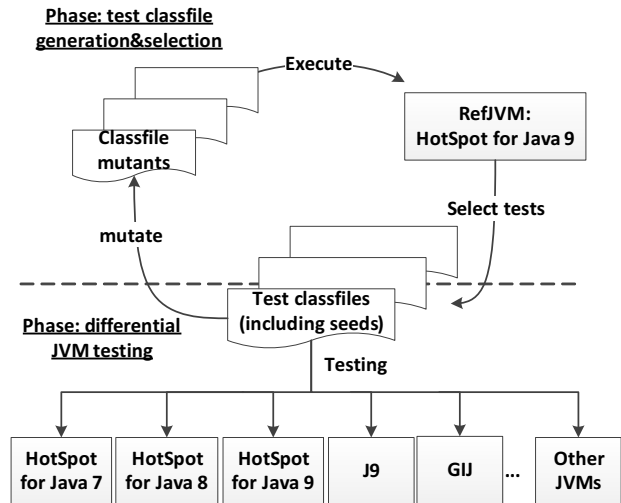 Phase: test classfile
generation&selection
Execute
Classfile
mutants
RefJVM:
HotSpot for Java 9
Select tests
mutate
Test classfiles
(including seeds)
Phase: differential
JVM testing
Testing
HotSpot
for Java 7
HotSpot
for Java 8
HotSpot
for Java 9
J9
GIJ
...
Other
JVMs